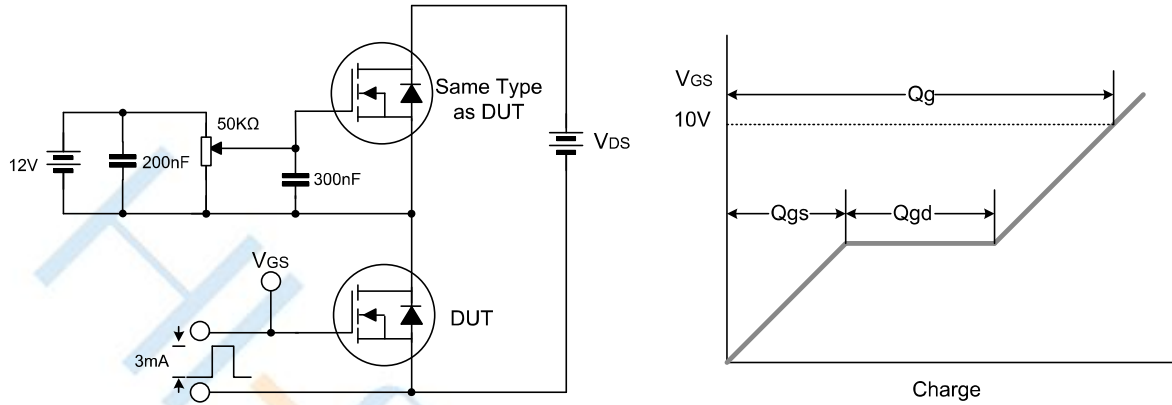 Same Type
as DUT
50KΩ
12V
200nF
300nF
VDS
VGS
DUT
3mA
VGS
Qg
10V
Qgs
Qgd
Charge